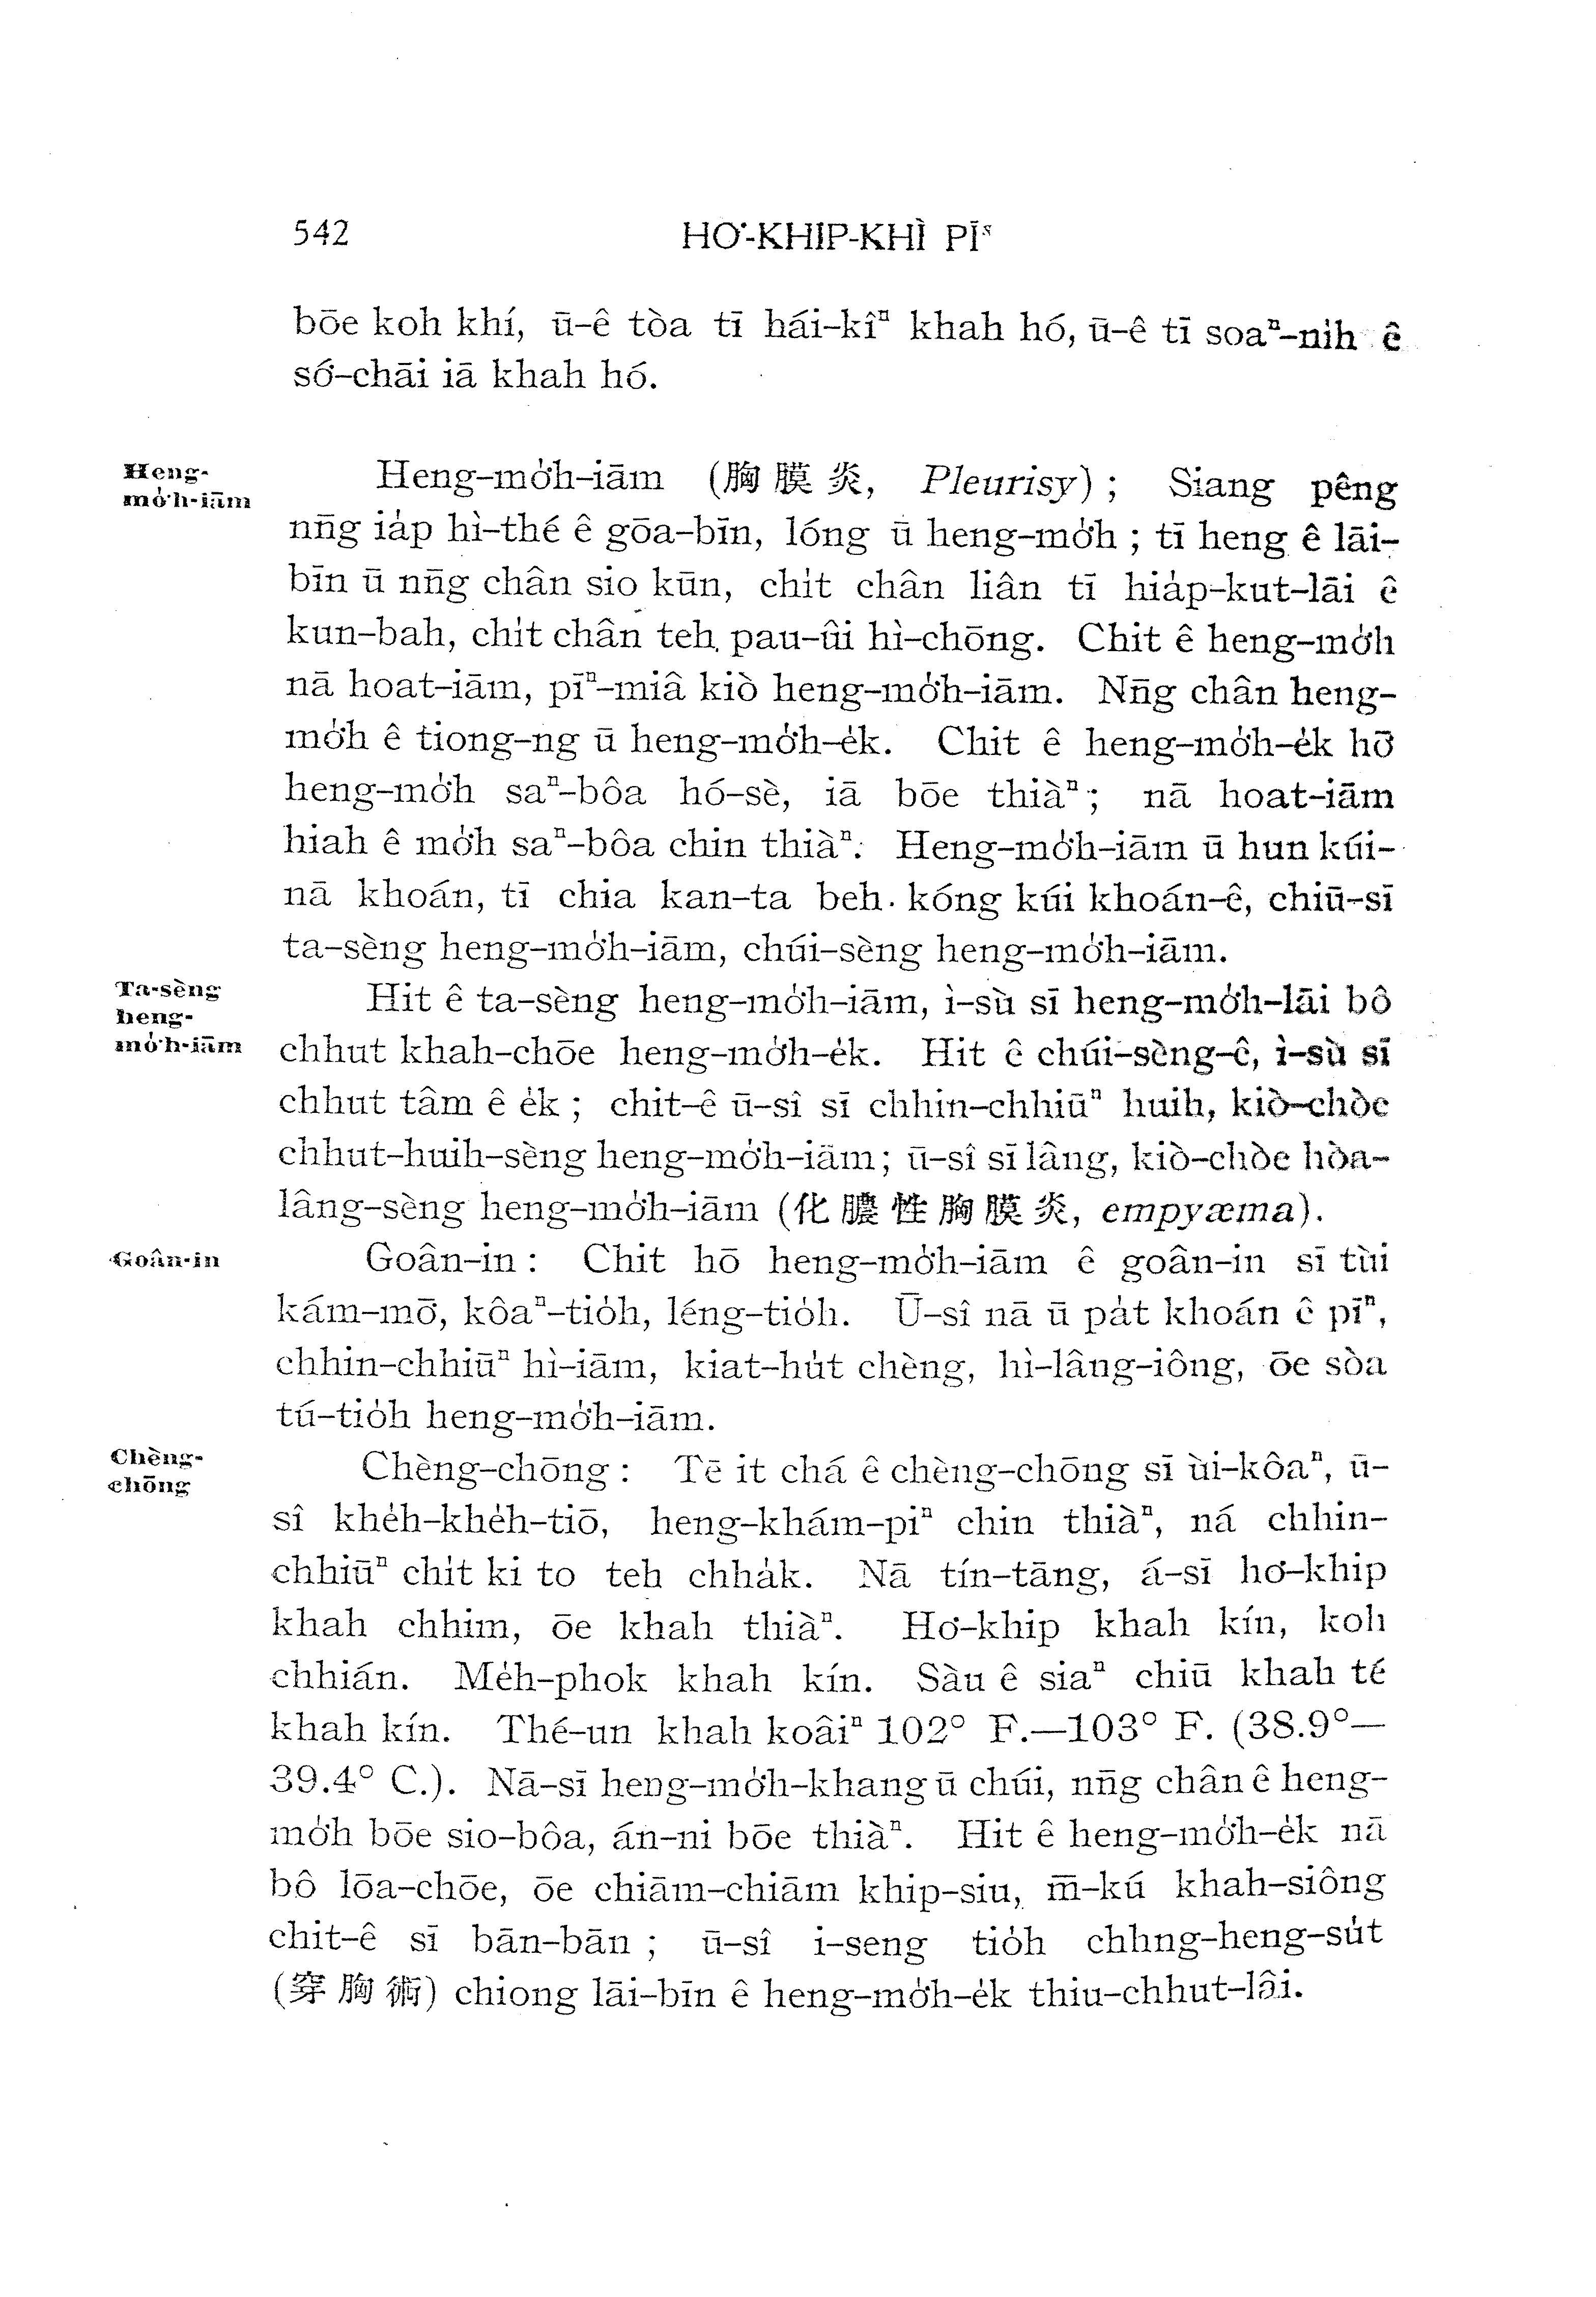 542 HO͘-KHIP-KHÌ PĪⁿ
bōe koh khí, ū-ê tòa tī hái-kîⁿ khah hó, ū-ê tī soaⁿ-nih ê
só͘-chāi iā khah hó.
Heng-
mo̍͘h-iām
Heng-mo̍͘h-iām (胸膜炎, Pleurisy) ; Siang pêng
nn̄g ia̍p hì-thé ê gōa-bīn, lóng ū heng-mo̍͘h ; tī heng ê lāi-
bīn ū nn̄g chân sio kūn, chi̍t chân liân tī hia̍p-kut-lāi ê
kun-bah, chi̍t chân teh pau-ûi hì-chōng. Chit ê heng-mo̍͘h
nā hoat-iām, pīⁿ-miâ kiò heng-mo̍͘h-iām. Nn̄g chân heng-
mo̍͘h ê tiong-ng ū heng-mo̍͘h-e̍k. Chit ê heng-mo̍͘h-e̍k hō͘
heng-mo̍͘h saⁿ-bôa hó-sè, iā bōe thiàⁿ ; nā hoat-iām
hiah ê mo̍͘h saⁿ-bôa chin thiàⁿ. Heng-mo̍͘h-iām ū hun kúi-
nā khoán, tī chia kan-ta beh kóng kúi khoán-ê, chiū-sī
ta-sèng heng-mo̍͘h-iām, chúi-sèng heng-mo̍͘h-iām.
Ta-sèng
heng-
mo̍͘h-iām
Hit ê ta-sèng heng-mo̍͘h-iām, ì-sù sī heng-mo̍͘h-lāi bô
chhut khah-chōe heng-mo̍͘h-e̍k. Hit ê chúi-sèng-ê, ì-sù sī
chhut tâm ê e̍k ; chit-ê ū-sî sī chhin-chhiūⁿ huih, kiò-chòe
chhut-huih-sèng heng-mo̍͘h-iām ; ū-sî sī lâng, kiò-chòe hòa-
lâng-sèng heng-mo̍͘h-iām (化膿性胸膜炎, empyæma).
Goân-in
Goân-in : Chit hō heng-mo̍͘h-iām ê goân-in sī tùi
kám-mō͘, kôaⁿ-tio̍h, léng-tio̍h. Ū-sî nā ū pa̍t khoán ê pīⁿ,
chhin-chhiūⁿ hì-iām, kiat-hu̍t chèng, hì-lâng-iông, ōe sòa
tú-tio̍h heng-mo̍͘h-iām.
Chèng-
chōng
Chèng-chōng : Tē it chá ê chèng-chōng sī ùi-kôaⁿ, ū-
sî khe̍h-khe̍h-tiō, heng-khám-piⁿ chin thiàⁿ, ná chhin-
chhiūⁿ chi̍t ki to teh chha̍k. Nā tín-tāng, á-sī ho͘-khip
khah chhim, ōe khah thiàⁿ. Ho͘-khip khah kín, koh
chhián. Me̍h-phok khah kín. Sàu ê siaⁿ chiū khah té
khah kín. Thé-un khah koâiⁿ 102° F.—103° F. (38.9°—
39.4° C.). Nā-sī heng-mo̍͘h-khang ū chúi, nn̄g chân ê heng-
mo̍͘h bōe sio-bôa, án-ni bōe thiàⁿ. Hit ê heng-mo̍͘h-e̍k nā
bô lōa-chōe, ōe chiām-chiām khip-siu, m̄-kú khah-siông
chit-ê sī bān-bān ; ū-sî i-seng tio̍h chhng-heng-su̍t
(穿胸術) chiong lāi-bīn ê heng-mo̍͘h-e̍k thiu-chhut-lâi.